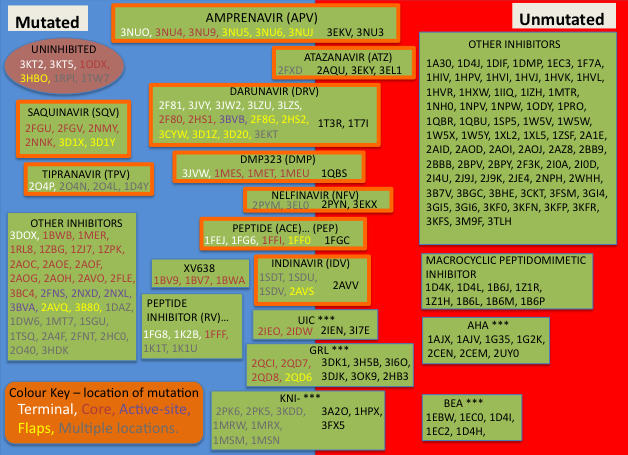 Mutated
Unmutated
AMPRENAVIR (APV)
3NUO, 3NU4, 3NU9, 3NU5, 3NU6, 3NUJ 3EKV, 3NU3
UNINHIBITED
3KT2, 3KT5, 1ODX,
3HBO, 1RPI, 1TW7
ATAZANAVIR (ATZ)
2FXD 2AQU, 3EKY, 3EL1
OTHER INHIBITORS
1A30, 1D4J, 1DIF, 1DMP, 1EC3, 1F7A,
1HIV, 1HPV, 1HVI, 1HVJ, 1HVK, 1HVL,
1HVR, 1HXW, 1IIQ, 1IZH, 1MTR,
1NH0, 1NPV, 1NPW, 1ODY, 1PRO,
1QBR, 1QBU, 1SP5, 1W5V, 1W5W,
1W5X, 1W5Y, 1XL2, 1XL5, 1ZSF, 2A1E,
2AID, 2AOD, 2AOI, 2AOJ, 2AZ8, 2BB9,
2BBB, 2BPV, 2BPY, 2F3K, 2I0A, 2I0D,
2I4U, 2J9J, 2J9K, 2JE4, 2NPH, 2WHH,
3B7V, 3BGC, 3BHE, 3CKT, 3FSM, 3GI4,
3GI5, 3GI6, 3KF0, 3KFN, 3KFP, 3KFR,
3KFS, 3M9F, 3TLH
DARUNAVIR (DRV)
2F81, 3JVY, 3JW2, 3LZU, 3LZS,
2F80, 2HS1, 3BVB, 2F8G, 2HS2,
3CYW, 3D1Z, 3D20, 3EKT
1T3R, 1T7I
SAQUINAVIR (SQV)
2FGU, 2FGV, 2NMY,
2NNK, 3D1X, 3D1Y
DMP323 (DMP)
3JVW, 1MES, 1MET, 1MEU 1QBS
TIPRANAVIR (TPV)
2O4P, 2O4N, 2O4L, 1D4Y
NELFINAVIR (NFV)
2PYM, 3EL0 2PYN, 3EKX
OTHER INHIBITORS
3DOX, 1BWB, 1MER,
1RL8, 1ZBG, 1ZJ7, 1ZPK,
2AOC, 2AOE, 2AOF,
2AOG, 2AOH, 2AVO, 2FLE,
3BC4, 2FNS, 2NXD, 2NXL,
3BVA, 2AVQ, 3B80, 1DAZ,
1DW6, 1MT7, 1SGU,
1TSQ, 2A4F, 2FNT, 2HC0,
2O40, 3HDK
PEPTIDE (ACE)... (PEP)
1FEJ, 1FG6, 1FFI, 1FF0 1FGC
XV638
1BV9, 1BV7, 1BWA
INDINAVIR (IDV)
1SDT, 1SDU,
1SDV, 2AVS
2AVV
MACROCYCLIC PEPTIDOMIMETIC
INHIBITOR
1D4K, 1D4L, 1B6J, 1Z1R,
1Z1H, 1B6L, 1B6M, 1B6P
PEPTIDE
INHIBITOR (RV)...
1FG8, 1K2B, 1FFF,
1K1T, 1K1U
UIC ***
2IEO, 2IDW 2IEN, 3I7E
AHA ***
1AJX, 1AJV, 1G35, 1G2K,
2CEN, 2CEM, 2UY0
GRL ***
2QCI, 2QD7,
2QD8, 2QD6
3DK1, 3H5B, 3I6O,
3DJK, 3OK9, 2HB3
Colour Key – location of mutation
Terminal, Core, Active-site,
Flaps, Multiple locations.
KNI- ***
2PK6, 2PK5, 3KDD,
1MRW, 1MRX,
1MSM, 1MSN
3A2O, 1HPX,
3FX5
BEA ***
1EBW, 1EC0, 1D4I,
1EC2, 1D4H,